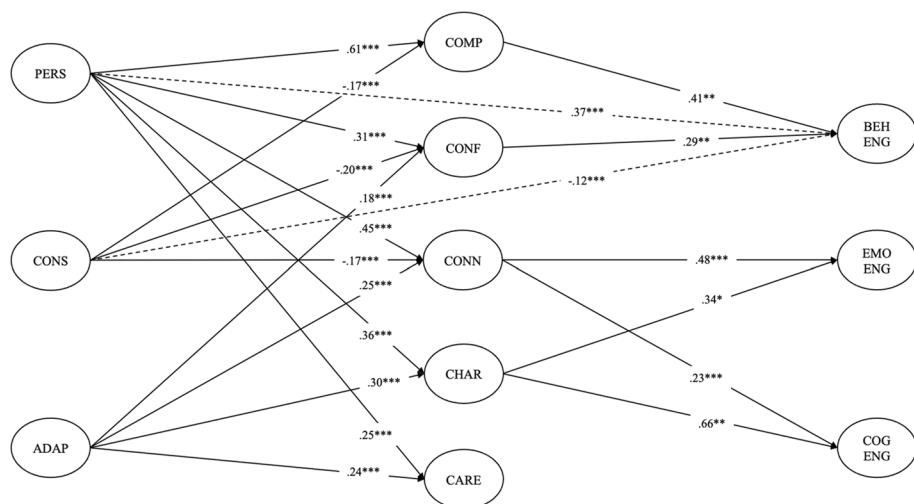 COMP
.61***
PERS
-.17***
.41**
.37***
BEH
ENG
.31***
CONF
.29**
-.20***
-.12***
.18***
.45***
CONS
-.17***
CONN
.48***
EMO
ENG
.25***
.34*
.36***
CHAR
.30***
.23***
.66**
.25***
ADAP
COG
ENG
.24***
CARE